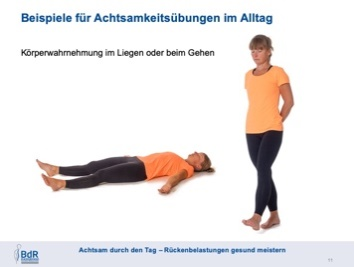 Beispiele für Achtsamkeitsübungen im Alltag
Körperwahrnehmung im Liegen oder beim Gehen
Achtsam durch den Tag – Rückenbelastungen gesund meistern
BdR
11